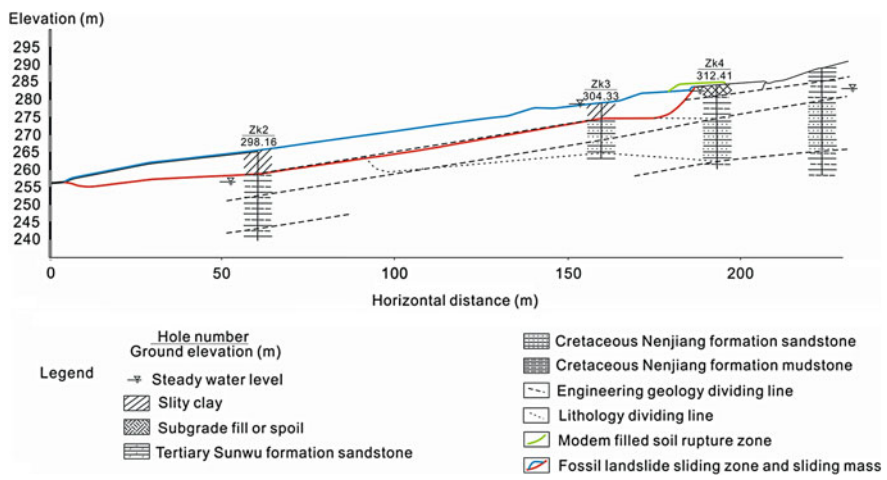 Elevation (m)
295
290
285
280
275
270
265
260
255
250
245
240
Zk2
298.16
Zk3
304.33
Zk4
312.41
0
50
100
150
200
Horizontal distance (m)
Legend
Hole number
Ground elevation (m)
Steady water level
Slity clay
Subgrade fill or spoil
Tertiary Sunwu formation sandstone
Cretaceous Nenjiang formation sandstone
Cretaceous Nenjiang formation mudstone
Engineering geology dividing line
Lithology dividing line
Modem filled soil rupture zone
Fossil landslide sliding zone and sliding mass